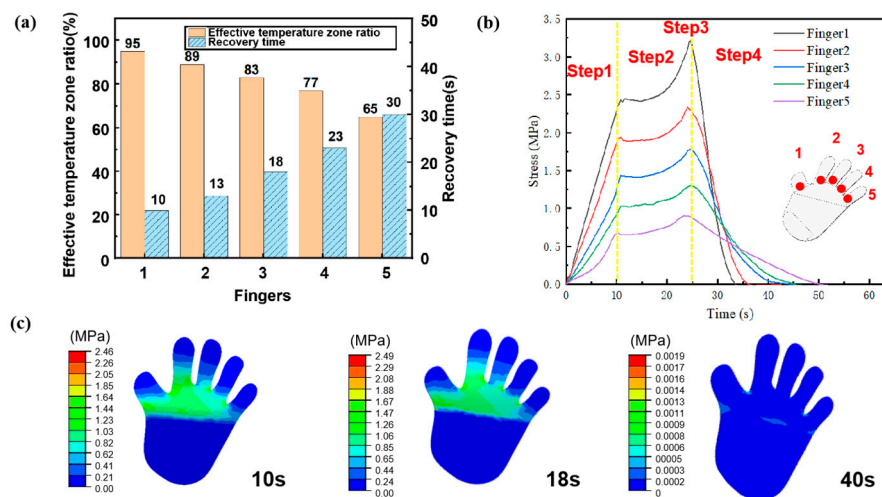 (a)
Effective temperature zone ratio(%)
100
80
60
40
20
0
Effective temperature zone ratio
Recovery time(s)
95
89
83
77
65
10
13
18
23
30
1 2 3 4 5
Fingers
50
40
30
20
10
0
Recovery time(s)
(b)
Stress (MPa)
3.5
3.0
2.5
2.0
1.5
1.0
0.5
0.0
Step1
Step2
Step3
Step4
Finger1
Finger2
Finger3
Finger4
Finger5
1
2
3
4
5
0 10 20 30 40 50 60
Time (s)
(c)
(MPa)
2.46
2.26
2.05
1.85
1.64
1.44
1.23
1.03
0.82
0.62
0.41
0.21
0.00
10s
(MPa)
2.49
2.29
2.08
1.88
1.67
1.47
1.26
1.06
0.85
0.65
0.44
0.24
0.00
18s
(MPa)
0.0019
0.0017
0.0016
0.0014
0.0013
0.0011
0.0009
0.0008
0.0006
00005
0.0003
0.0002
0
40s